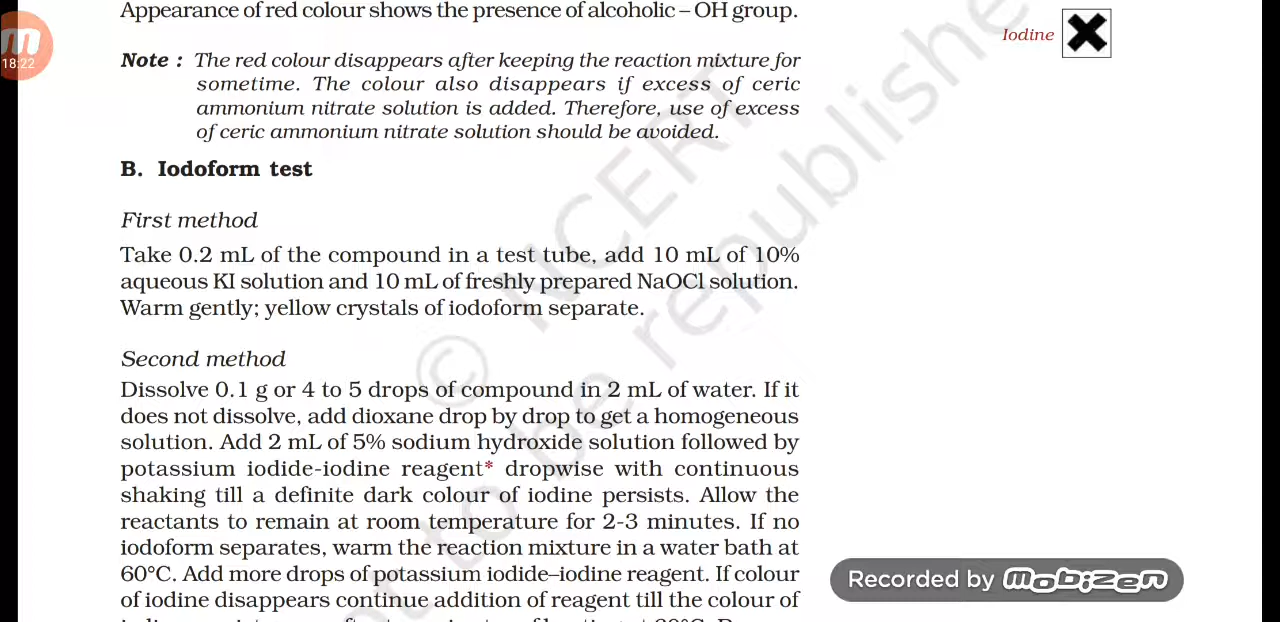 Appearance of red colour shows the presence of alcoholic – OH group.
Iodine
18:22
Note : The red colour disappears after keeping the reaction mixture for
sometime. The colour also disappears if excess of ceric
ammonium nitrate solution is added. Therefore, use of excess
of ceric ammonium nitrate solution should be avoided.
B. Iodoform test
First method
Take 0.2 mL of the compound in a test tube, add 10 mL of 10%
aqueous KI solution and 10 mL of freshly prepared NaOCl solution.
Warm gently; yellow crystals of iodoform separate.
Second method
Dissolve 0.1 g or 4 to 5 drops of compound in 2 mL of water. If it
does not dissolve, add dioxane drop by drop to get a homogeneous
solution. Add 2 mL of 5% sodium hydroxide solution followed by
potassium iodide-iodine reagent* dropwise with continuous
shaking till a definite dark colour of iodine persists. Allow the
reactants to remain at room temperature for 2-3 minutes. If no
iodoform separates, warm the reaction mixture in a water bath at
60°C. Add more drops of potassium iodide–iodine reagent. If colour
of iodine disappears continue addition of reagent till the colour of
© NCERT
not to be republishe
Recorded by Mobizen